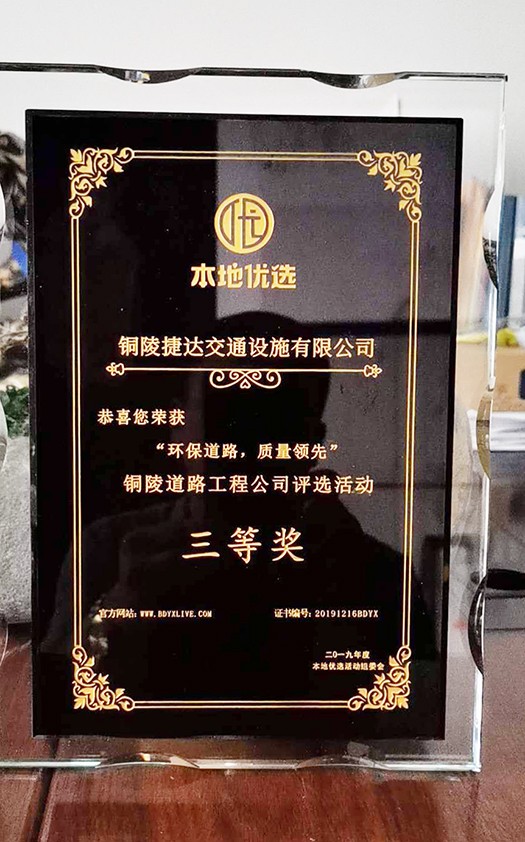 优
本地优选
铜陵捷达交通设施有限公司
恭喜您荣获
“环保道路，质量领先”
铜陵道路工程公司评选活动
三等奖
官方网站：WWW.BDYXLIVE.COM 证书编号：20191216BDYX
二0一九年度
本地优选活动组委会